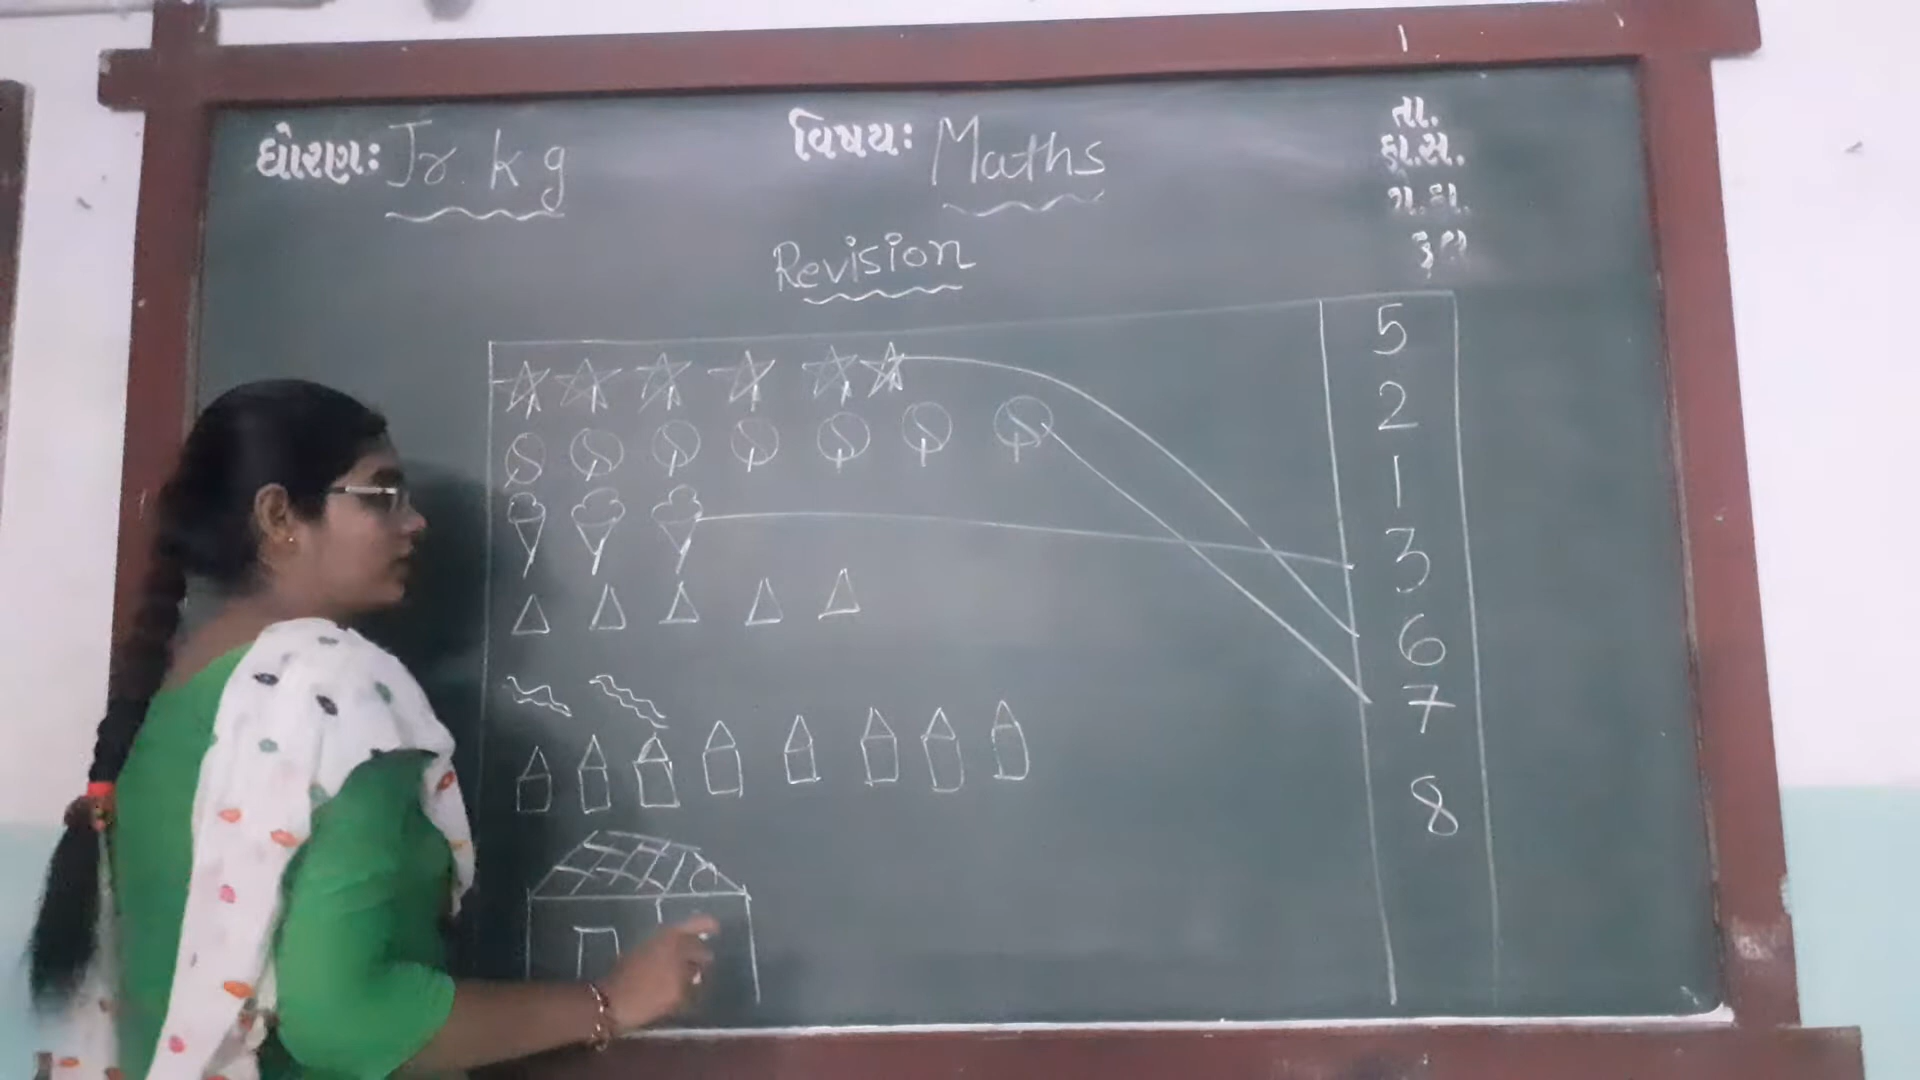 ધોરણઃ Jr. kg
વિષયઃ Maths
તા.
હા.સ.
ગ.હા.
કુલ
Revision
5
2
1
3
6
7
8